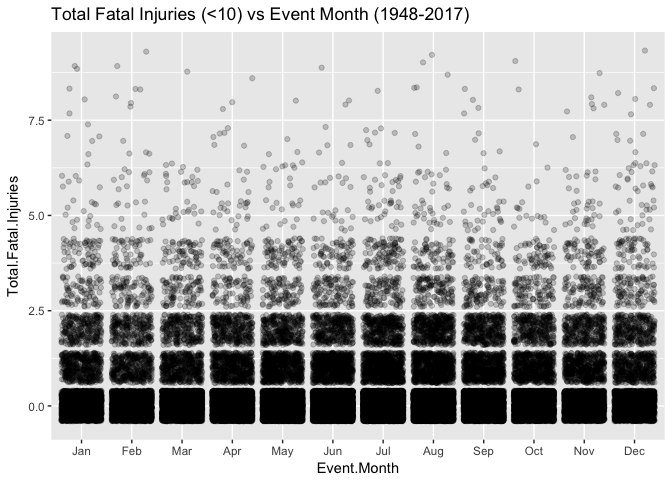 Total Fatal Injuries (<10) vs Event Month (1948-2017)
Total.Fatal.Injuries
7.5
5.0
2.5
0.0
Jan Feb Mar Apr May Jun Jul Aug Sep Oct Nov Dec
Event.Month